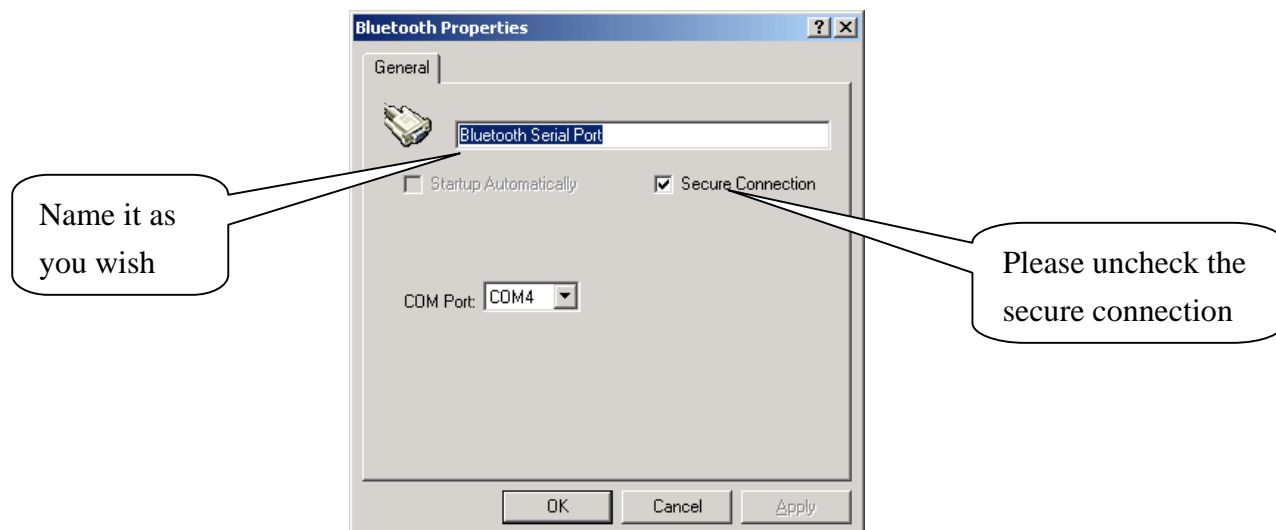 Bluetooth Properties
General
Bluetooth Serial Port
Startup Automatically
Secure Connection
Name it as
you wish
Please uncheck the
secure connection
COM Port: COM4
OK
Cancel
Apply